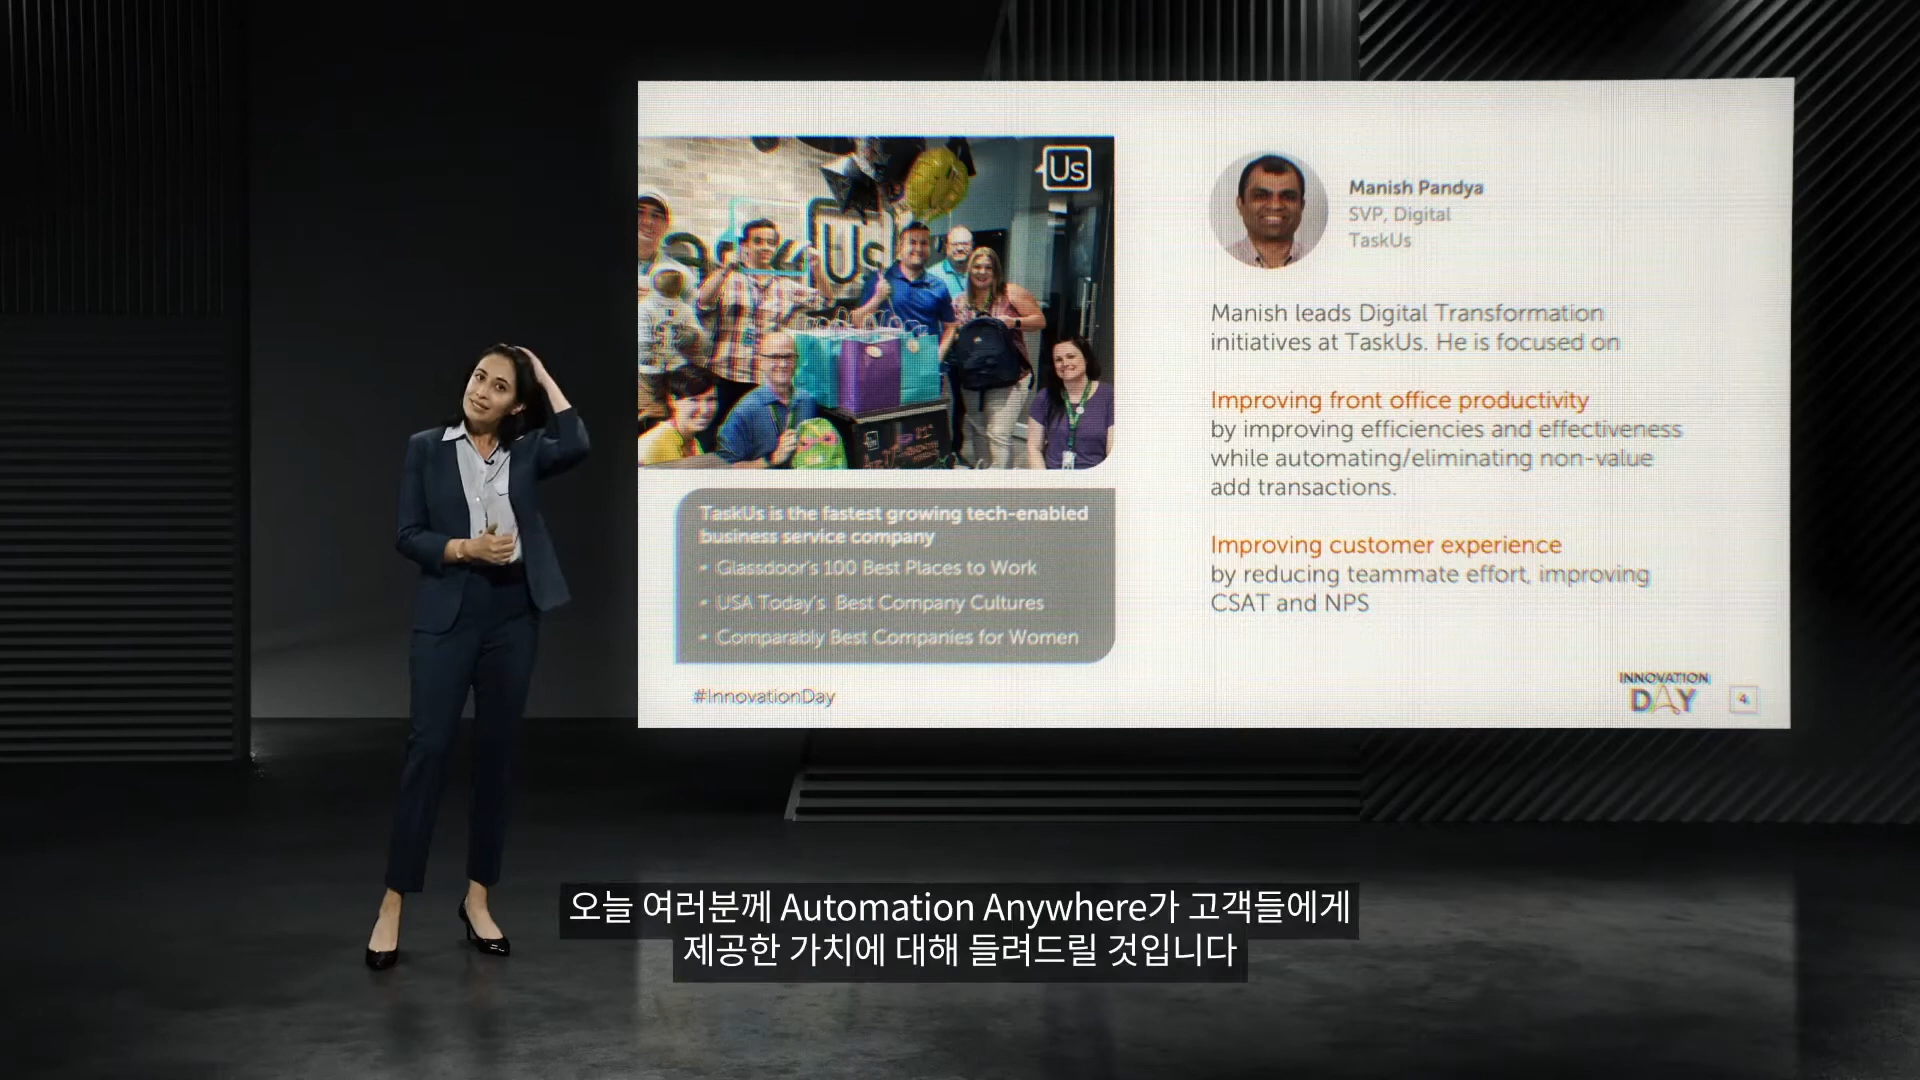 Us
Us
Manish Pandya
SVP, Digital
TaskUs
Manish leads Digital Transformation
initiatives at TaskUs. He is focused on
Improving front office productivity
by improving efficiencies and effectiveness
while automating/eliminating non-value
add transactions.
Improving customer experience
by reducing teammate effort, improving
CSAT and NPS
TaskUs is the fastest growing tech-enabled
business service company
• Glassdoor's 100 Best Places to Work
• USA Today's Best Company Cultures
• Comparably Best Companies for Women
#InnovationDay
INNOVATION
DAY
4
오늘 여러분께 Automation Anywhere가 고객들에게
제공한 가치에 대해 들려드릴 것입니다